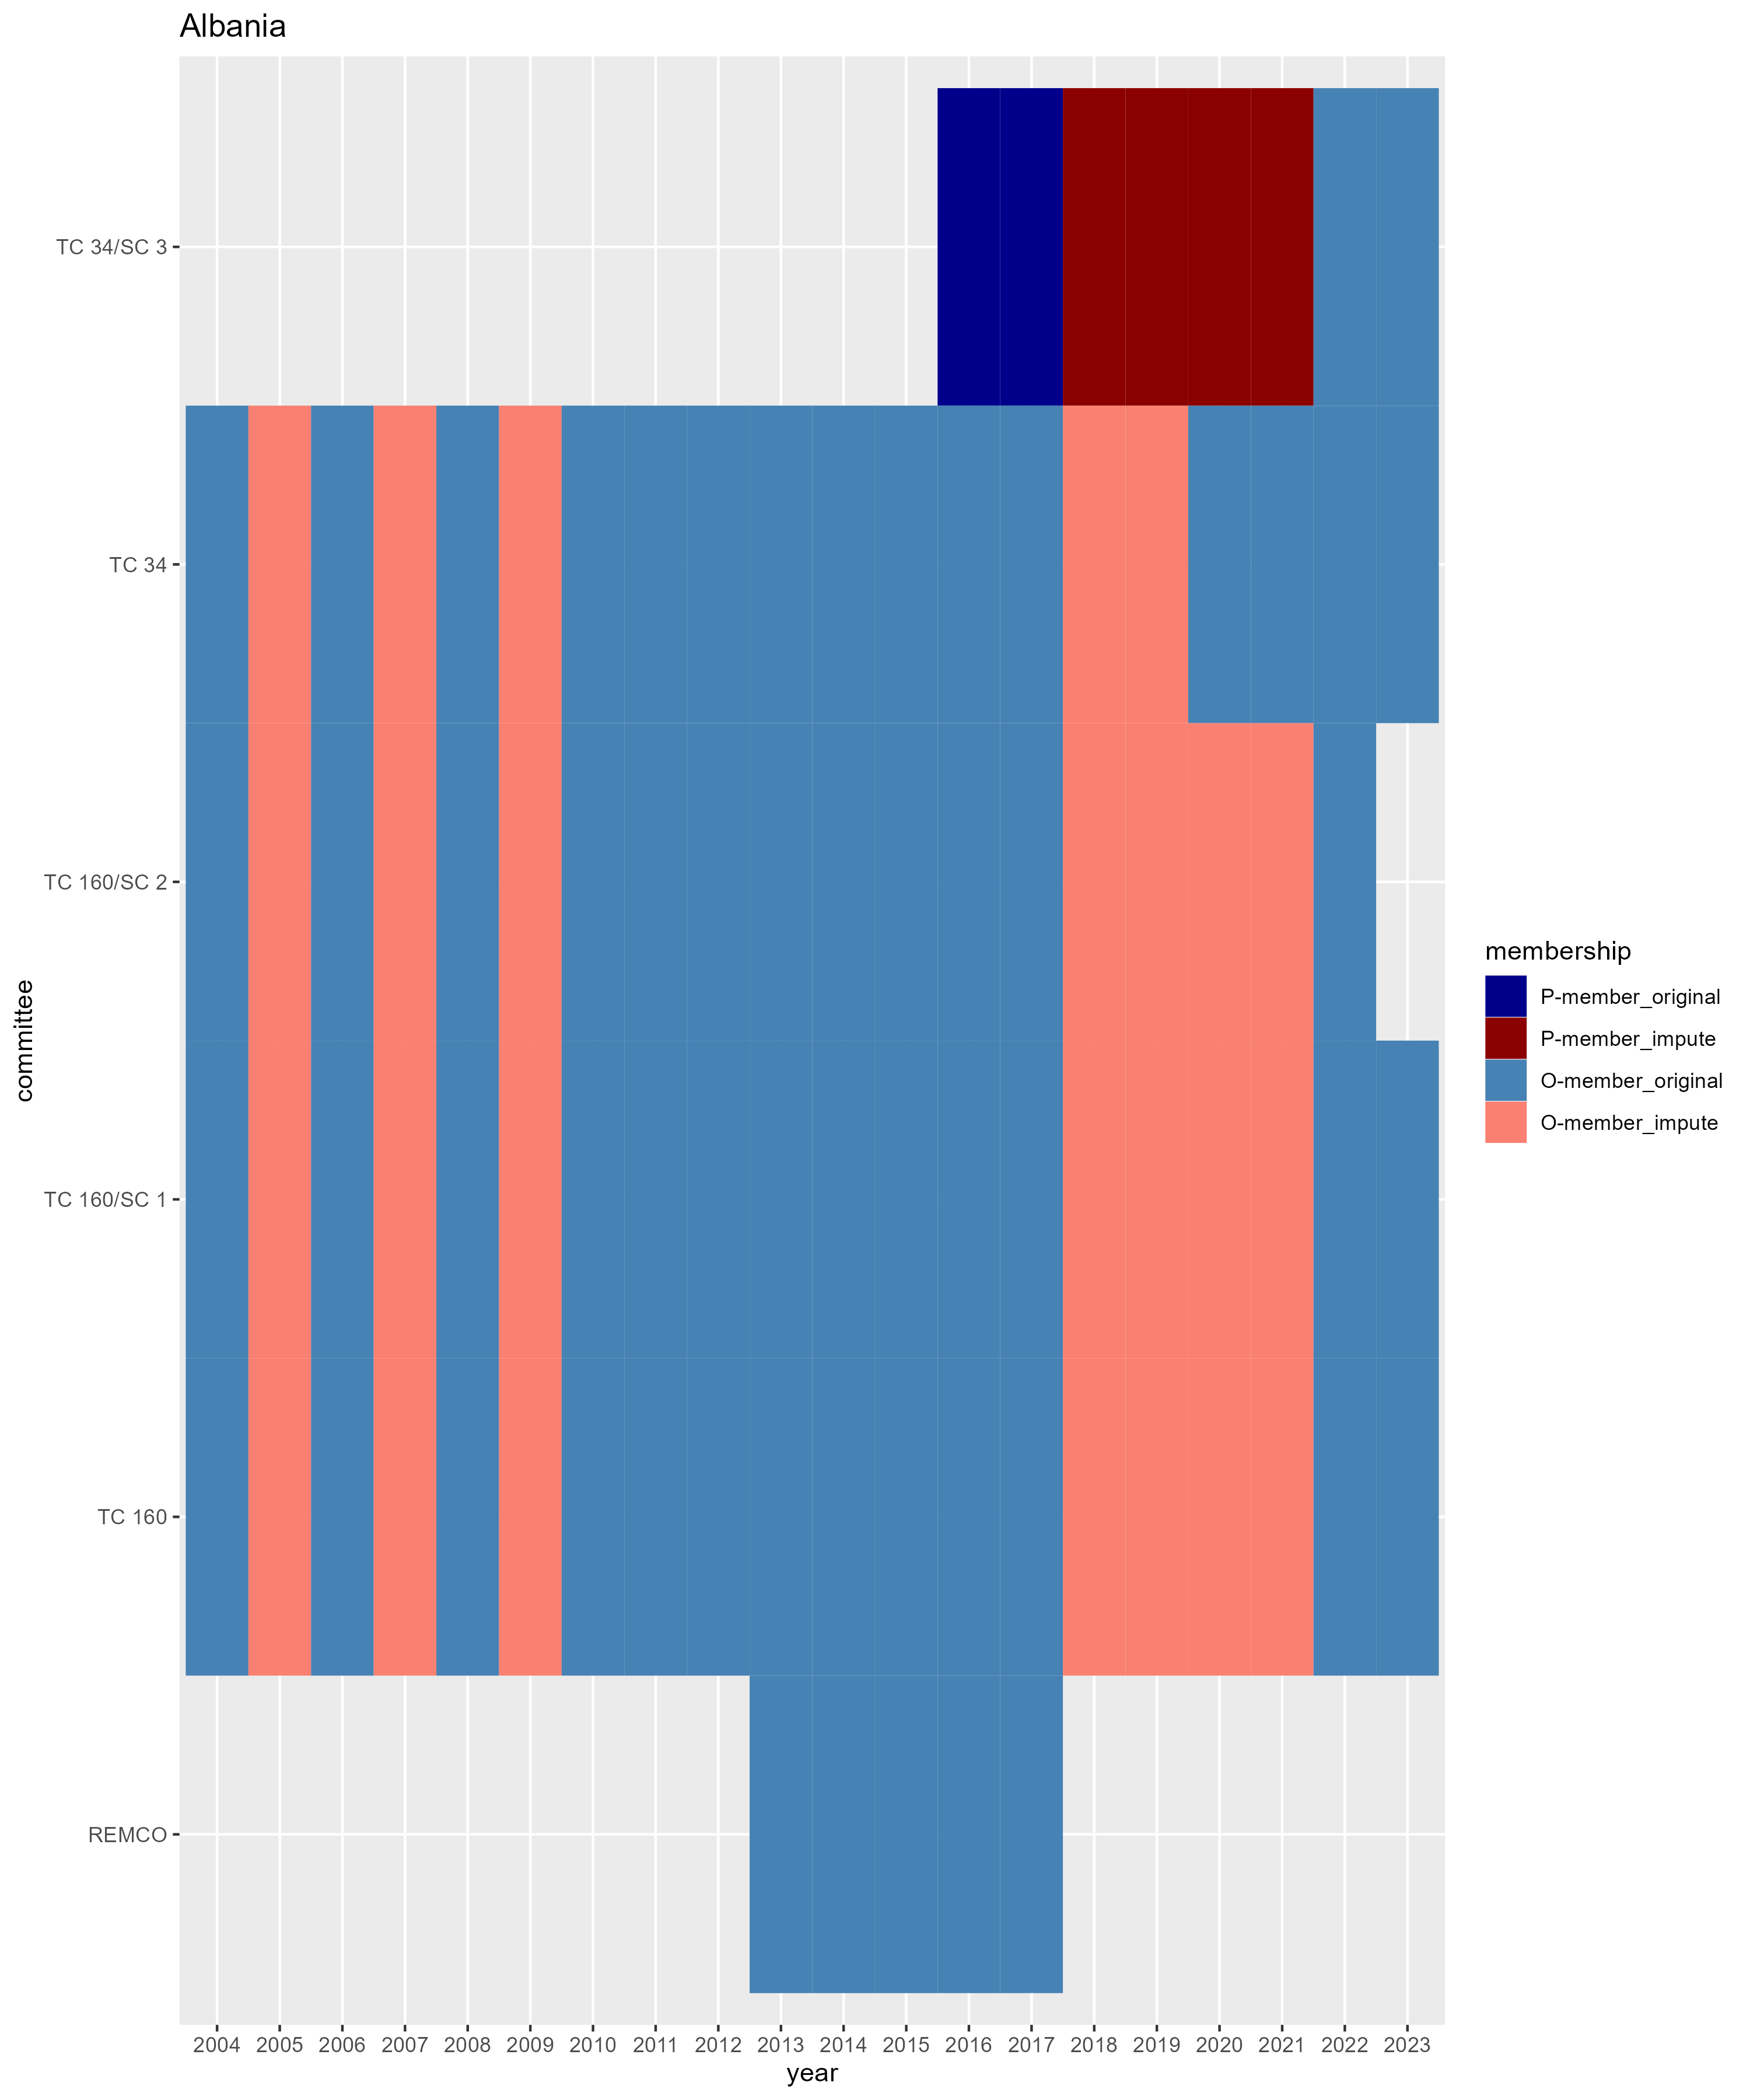 Albania
TC 34/SC 3
TC 34
TC 160/SC 2
TC 160/SC 1
TC 160
REMCO
committee
2004 2005 2006 2007 2008 2009 2010 2011 2012 2013 2014 2015 2016 2017 2018 2019 2020 2021 2022 2023
year
membership
P-member_original
P-member_impute
O-member_original
O-member_impute